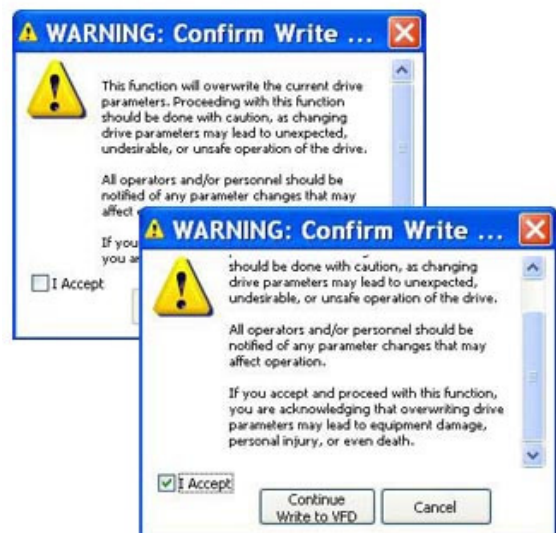 WARNING: Confirm Write ...
This function will overwrite the current drive
parameters. Proceeding with this function
should be done with caution, as changing
drive parameters may lead to unexpected,
undesirable, or unsafe operation of the drive.
All operators and/or personnel should be
notified of any parameter changes that may
affect
If you
you
I Accept
WARNING: Confirm Write ...
should be done with caution, as changing
drive parameters may lead to unexpected,
undesirable, or unsafe operation of the drive.
All operators and/or personnel should be
notified of any parameter changes that may
affect operation.
If you accept and proceed with this function,
you are acknowledging that overwriting drive
parameters may lead to equipment damage,
personal injury, or even death.
I Accept
Continue
Write to VFD
Cancel